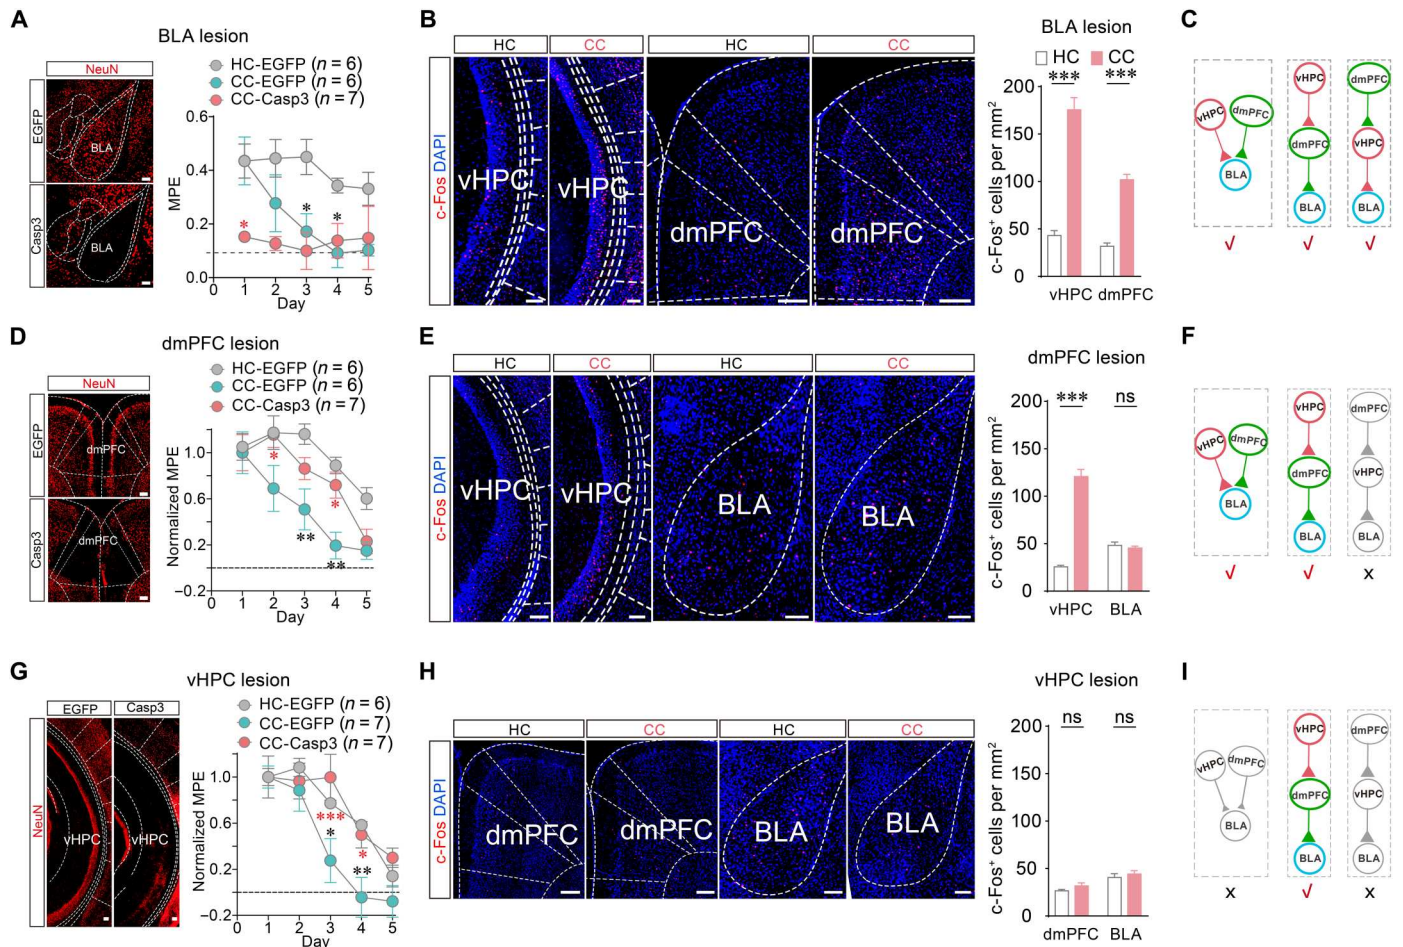 A
BLA lesion
NeuN
EGFP
BLA
Casp3
BLA
HC-EGFP (n = 6)
CC-EGFP (n = 6)
CC-Casp3 (n = 7)
MPE
0.6
0.4
0.2
0.0
*
*
*
0 1 2 3 4 5
Day
B
HC
CC
HC
CC
c-Fos DAPI
vHPC
vHPC
dmPFC
dmPFC
BLA lesion
HC CC
*** ***
c-Fos+ cells per mm2
200
150
100
50
0
vHPC dmPFC
C
vHPC
dmPFC
BLA
√
vHPC
dmPFC
BLA
√
dmPFC
vHPC
BLA
√
D
dmPFC lesion
NeuN
EGFP
dmPFC
Casp3
dmPFC
HC-EGFP (n = 6)
CC-EGFP (n = 6)
CC-Casp3 (n = 7)
Normalized MPE
1.0
0.6
0.2
−0.2
*
**
*
**
0 1 2 3 4 5
Day
E
HC
CC
HC
CC
c-Fos DAPI
vHPC
vHPC
BLA
BLA
dmPFC lesion
*** ns
c-Fos+ cells per mm2
200
150
100
50
0
vHPC BLA
F
vHPC
dmPFC
BLA
√
vHPC
dmPFC
BLA
√
dmPFC
vHPC
BLA
x
G
vHPC lesion
EGFP
Casp3
NeuN
vHPC
vHPC
HC-EGFP (n = 6)
CC-EGFP (n = 7)
CC-Casp3 (n = 7)
Normalized MPE
1.0
0.6
0.2
−0.2
***
*
*
**
0 1 2 3 4 5
Day
H
HC
CC
HC
CC
c-Fos DAPI
dmPFC
dmPFC
BLA
BLA
vHPC lesion
ns ns
c-Fos+ cells per mm2
200
150
100
50
0
dmPFC BLA
I
vHPC
dmPFC
BLA
x
vHPC
dmPFC
BLA
√
dmPFC
vHPC
BLA
x